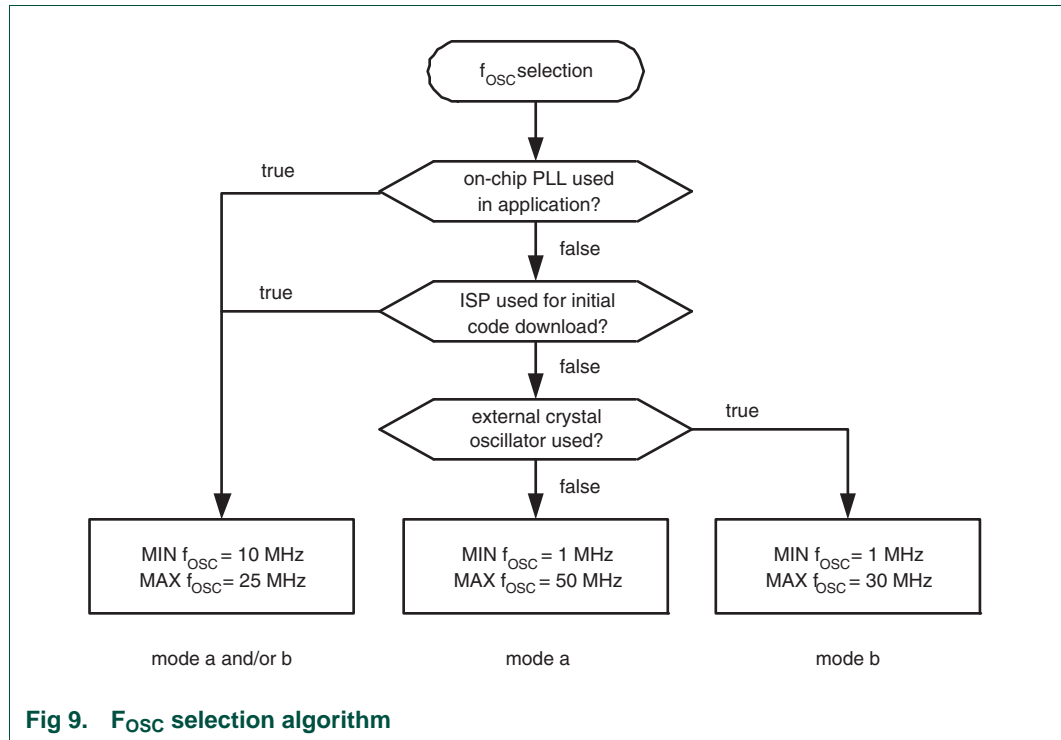 fOSC selection
true
on-chip PLL used
in application?
false
true
ISP used for initial
code download?
false
external crystal
oscillator used?
true
false
MIN fOSC = 10 MHz
MAX fOSC = 25 MHz
MIN fOSC = 1 MHz
MAX fOSC = 50 MHz
MIN fOSC = 1 MHz
MAX fOSC = 30 MHz
mode a and/or b
mode a
mode b
Fig 9. FOSC selection algorithm